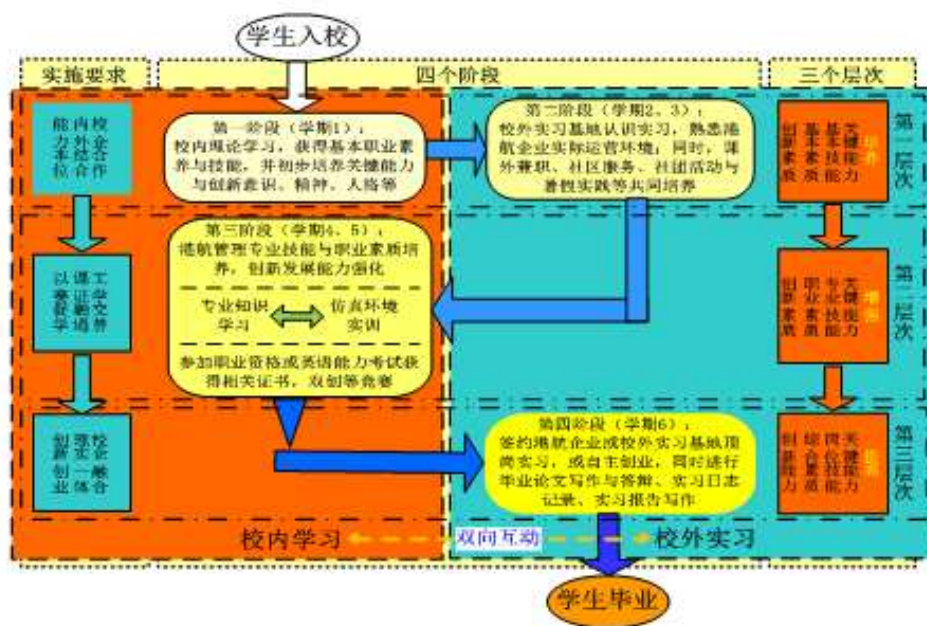 学生入校
实施要求
四个阶段
三个层次
能力本位
内外结合
校企合作
第一阶段（学期1）：
校内理论学习，获得基本职业素
养与技能，并初步培养关键能力
与创新意识、精神、人格等
第二阶段（学期2、3）：
校外实习基地认识实习，熟悉港
航企业实际运营环境；同时，课
外兼职、社区服务、社团活动与
暑假实践等共同培养
创新素质
基本素质
基本技能
关键能力
培养
第一层次
第三阶段（学期4、5）：
港航管理专业技能与职业素质培
养，创新发展能力强化
专业知识
学习
仿真环境
实训
参加职业资格或英语能力考试获
得相关证书，双创等竞赛
以赛促学
课证融通
工学交替
创新素质
职业素质
专业技能
关键能力
第二层次
创新创业
现实一体
校企融合
第四阶段（学期6）：
签约港航企业或校外实习基地顶
岗实习，或自主创业，同时进行
毕业论文写作与答辩、实习日志
记录、实习报告写作
创新能力
综合素质
岗位技能
关键能力
第三层次
校内学习
双向互动
校外实习
学生毕业